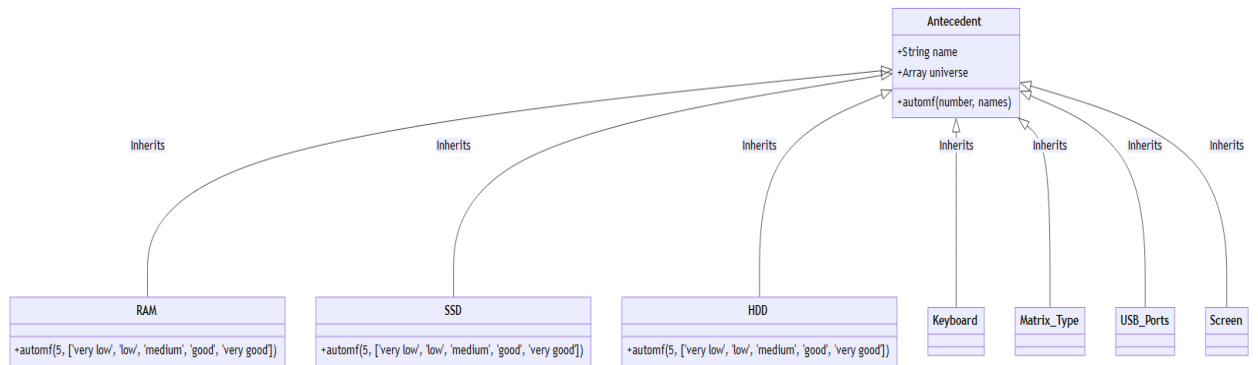 Antecedent
+String name
+Array universe
+automf(number, names)
Inherits
Inherits
Inherits
Inherits
Inherits
Inherits
Inherits
RAM
+automf(5, ['very low', 'low', 'medium', 'good', 'very good'])
SSD
+automf(5, ['very low', 'low', 'medium', 'good', 'very good'])
HDD
+automf(5, ['very low', 'low', 'medium', 'good', 'very good'])
Keyboard
Matrix_Type
USB_Ports
Screen